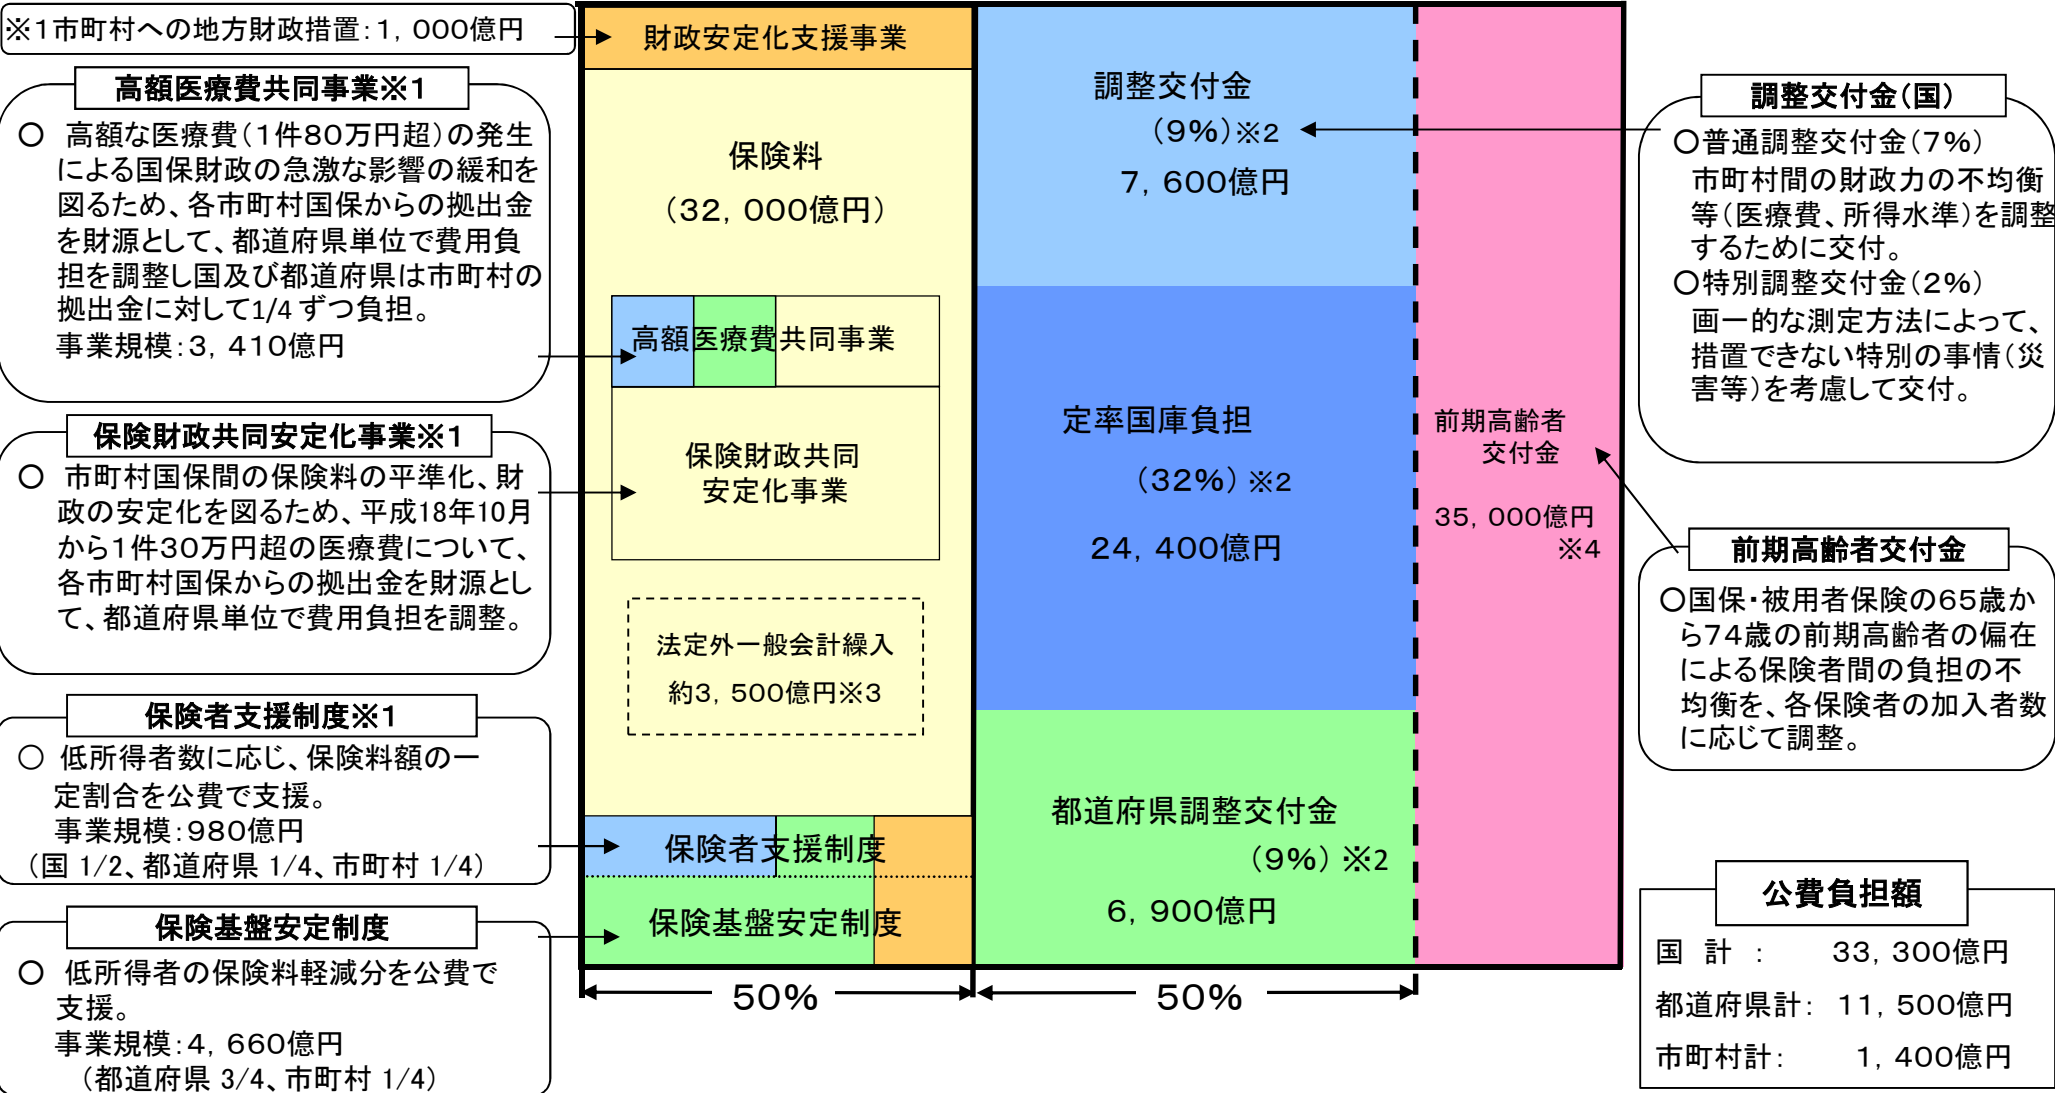 ※1市町村への地方財政措置:1,000億円
高額医療費共同事業※1
○ 高額な医療費(1件80万円超)の発生
による国保財政の急激な影響の緩和を
図るため、各市町村国保からの拠出金
を財源として、都道府県単位で費用負
担を調整し国及び都道府県は市町村の
拠出金に対して1/4 ずつ負担。
事業規模:3,410億円
保険財政共同安定化事業※1
○ 市町村国保間の保険料の平準化、財
政の安定化を図るため、平成18年10月
から1件30万円超の医療費について、
各市町村国保からの拠出金を財源とし
て、都道府県単位で費用負担を調整。
保険者支援制度※1
○ 低所得者数に応じ、保険料額の一
定割合を公費で支援。
事業規模:980億円
(国 1/2、都道府県 1/4、市町村 1/4)
保険基盤安定制度
○ 低所得者の保険料軽減分を公費で
支援。
事業規模:4,660億円
(都道府県 3/4、市町村 1/4)
財政安定化支援事業
保険料
(32,000億円)
高額医療費共同事業
保険財政共同
安定化事業
法定外一般会計繰入
約3,500億円※3
保険者支援制度
保険基盤安定制度
50%
調整交付金
(9%)※2
7,600億円
定率国庫負担
(32%)※2
24,400億円
都道府県調整交付金
(9%)※2
6,900億円
50%
前期高齢者
交付金
35,000億円
※4
調整交付金(国)
○普通調整交付金(7%)
市町村間の財政力の不均衡
等(医療費、所得水準)を調整
するために交付。
○特別調整交付金(2%)
画一的な測定方法によって、
措置できない特別の事情(災
害等)を考慮して交付。
前期高齢者交付金
○国保・被用者保険の65歳か
ら74歳の前期高齢者の偏在
による保険者間の負担の不
均衡を、各保険者の加入者数
に応じて調整。
公費負担額
国 計 : 33,300億円
都道府県計: 11,500億円
市町村計: 1,400億円